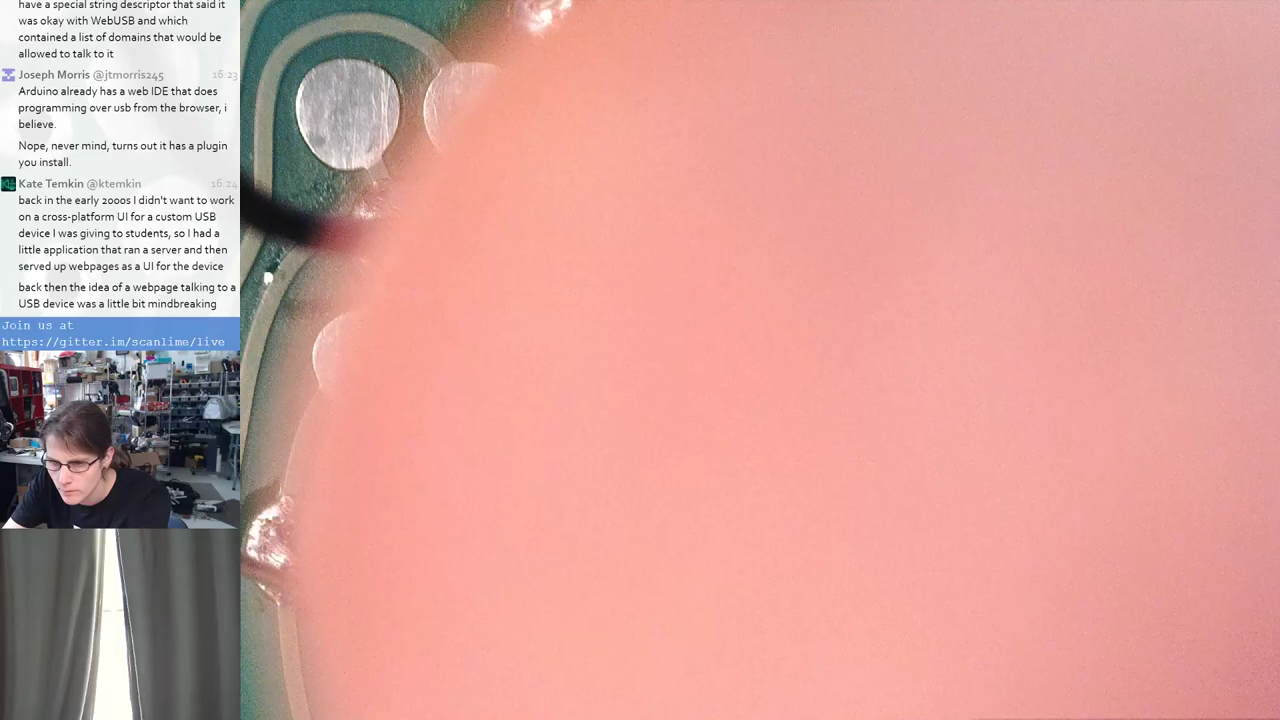 have a special string descriptor that said it
was okay with WebUSB and which
contained a list of domains that would be
allowed to talk to it
Joseph Morris @jtmorris245 16:23
Arduino already has a web IDE that does
programming over usb from the browser, i
believe.
Nope, never mind, turns out it has a plugin
you install.
Kate Temkin @ktemkin 16:24
back in the early 2000s I didn't want to work
on a cross-platform UI for a custom USB
device I was giving to students, so I had a
little application that ran a server and then
served up webpages as a UI for the device
back then the idea of a webpage talking to a
USB device was a little bit mindbreaking
Join us at
https://gitter.im/scanlime/live